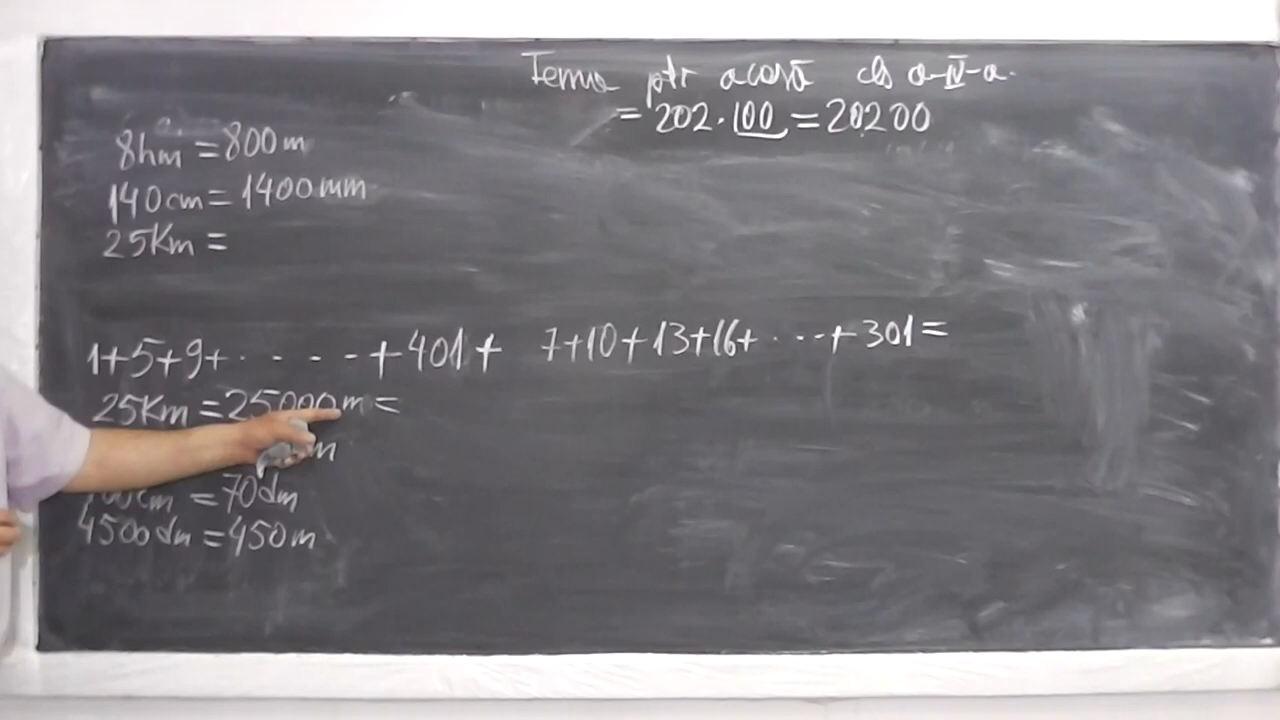 Tema ptr acasă cls a-IV-a.
= 202·100 = 20200
8hm = 800m
140cm = 1400mm
25Km =
1+5+9+.....+401+ 7+10+13+16+...+301=
25Km = 25000m =
m
= 70dm
4500dm = 450m